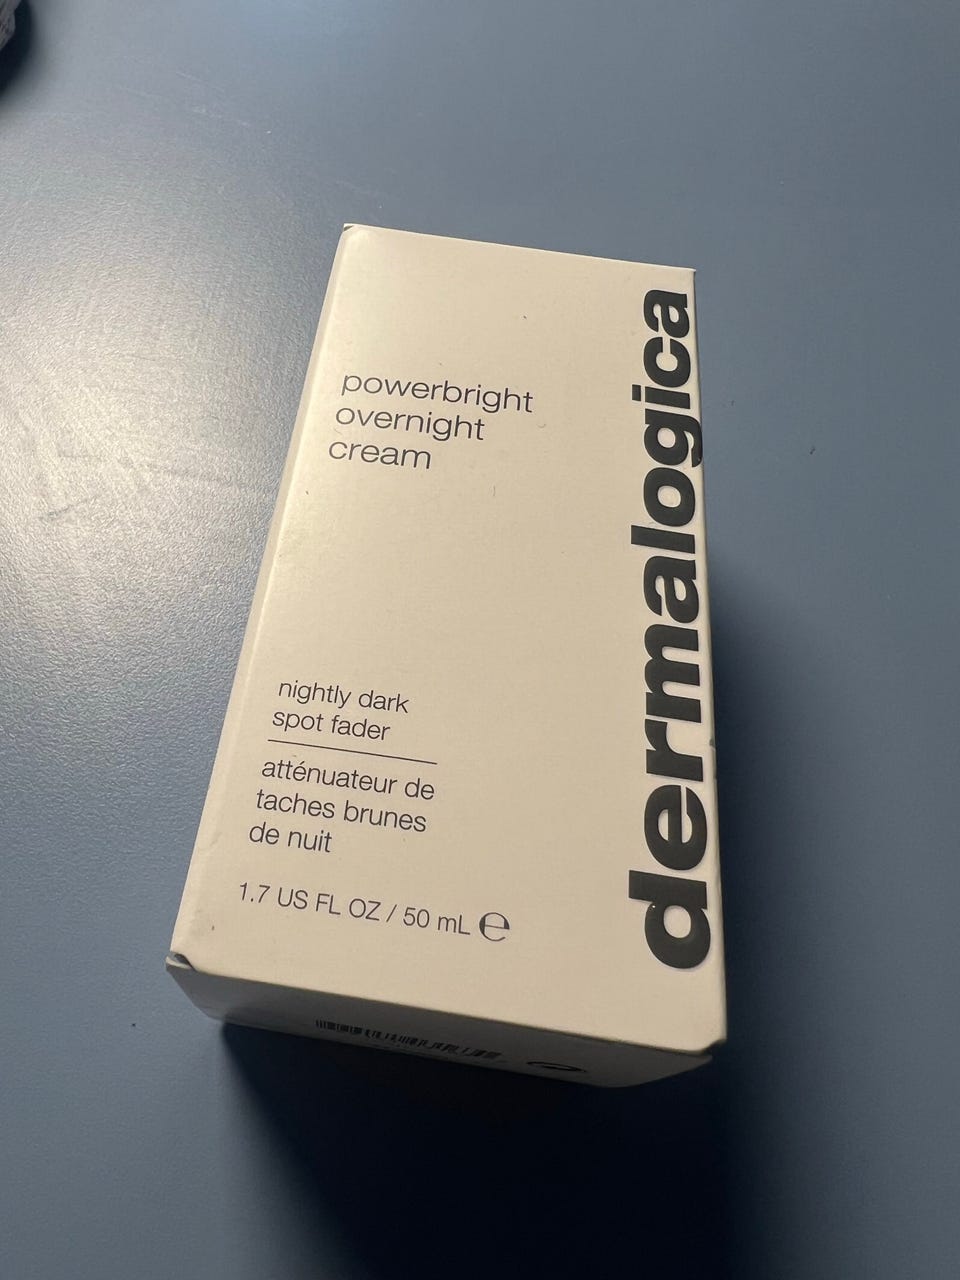 powerbright
overnight
cream
nightly dark
spot fader
atténuateur de
taches brunes
de nuit
1.7 US FL OZ / 50 mL ℮
dermalogica